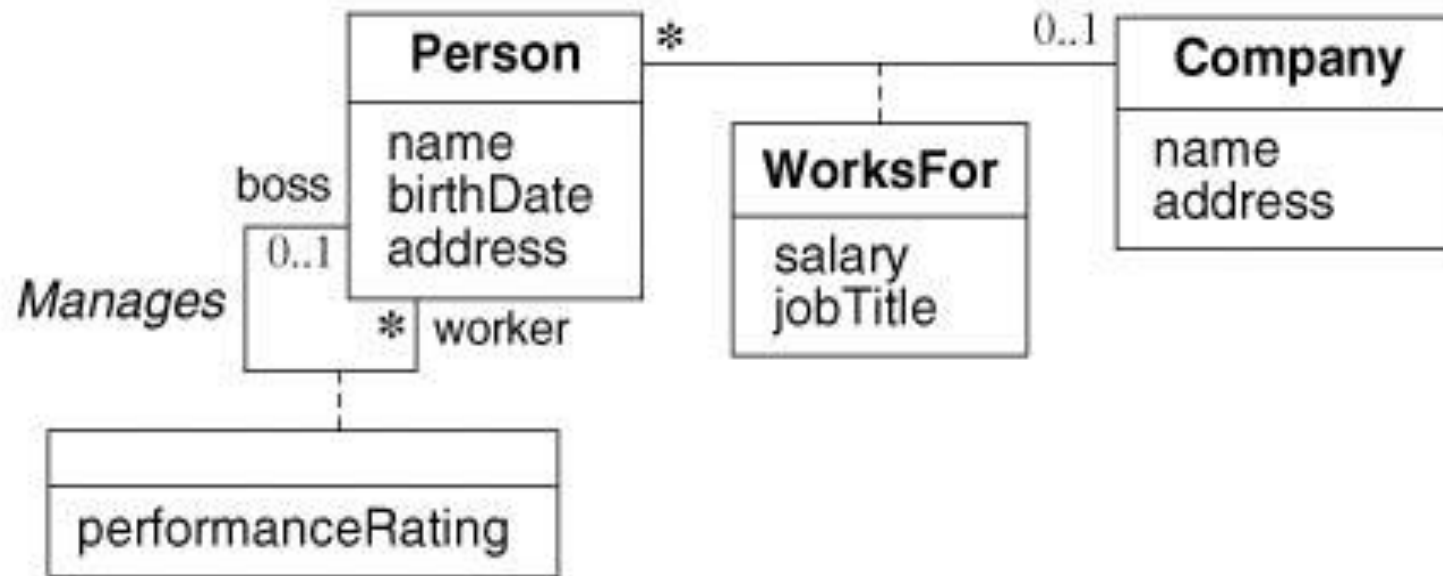 Person
name
birthDate
address
*
0..1
Company
name
address
WorksFor
salary
jobTitle
boss
0..1
Manages
*
worker
performanceRating